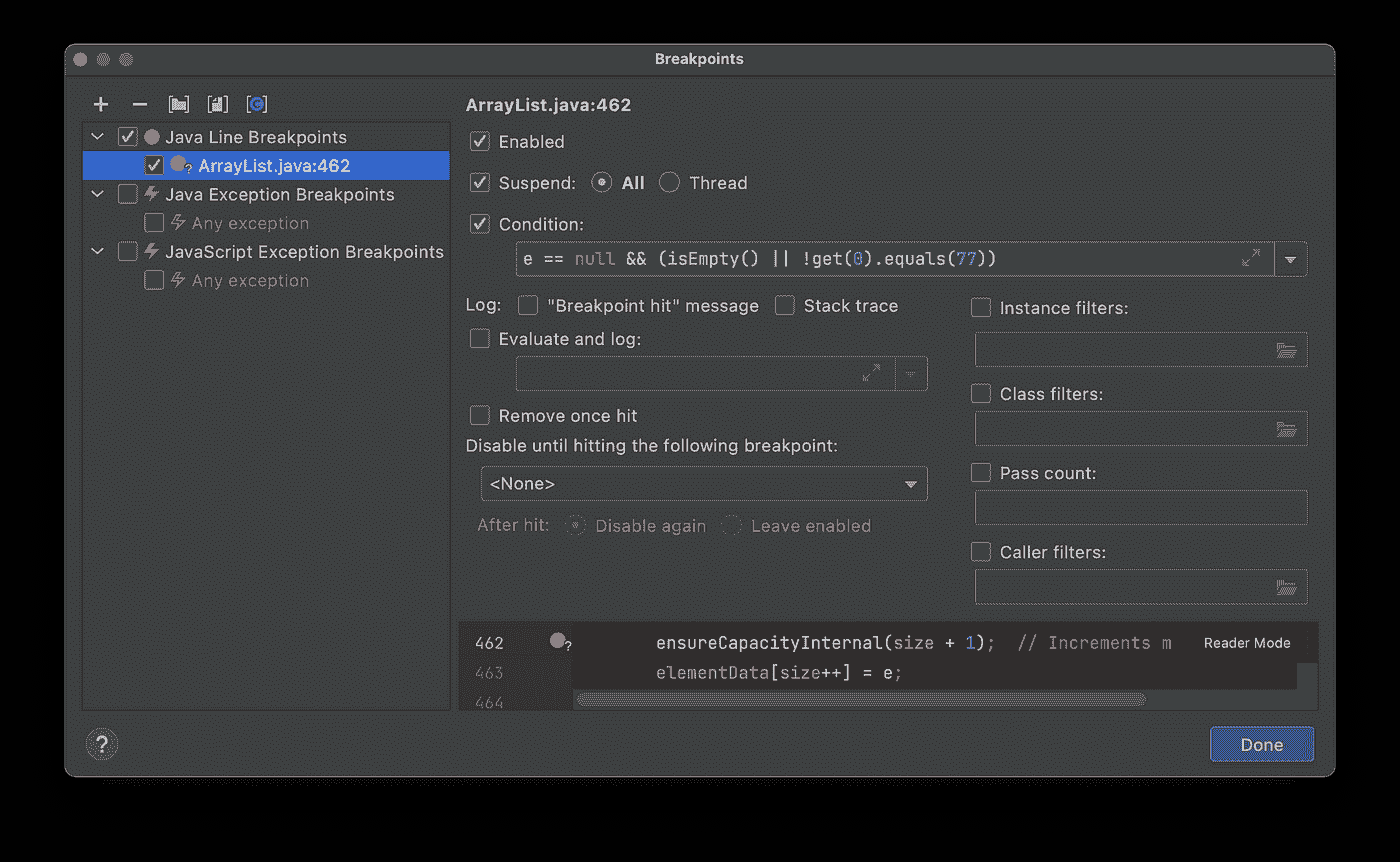 Breakpoints
Java Line Breakpoints
ArrayList.java:462
Java Exception Breakpoints
Any exception
JavaScript Exception Breakpoints
Any exception
ArrayList.java:462
Enabled
Suspend: All Thread
Condition:
e == null && (isEmpty() || !get(0).equals(77))
Log: "Breakpoint hit" message Stack trace
Evaluate and log:
Remove once hit
Disable until hitting the following breakpoint:
<None>
After hit: Disable again Leave enabled
Instance filters:
Class filters:
Pass count:
Caller filters:
462 ensureCapacityInternal(size + 1); // Increments m Reader Mode
463 elementData[size++] = e;
464
? Done